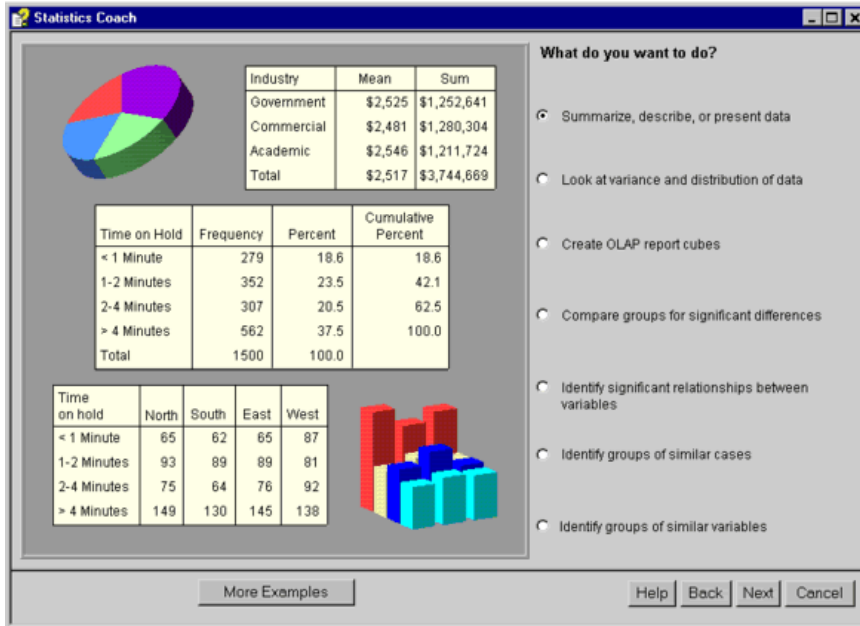 Statistics Coach
What do you want to do?
Industry Mean Sum
Government $2,525 $1,252,641
Commercial $2,481 $1,280,304
Academic $2,546 $1,211,724
Total $2,517 $3,744,669
Cumulative
Time on Hold Frequency Percent Percent
< 1 Minute 279 18.6 18.6
1-2 Minutes 352 23.5 42.1
2-4 Minutes 307 20.5 62.5
> 4 Minutes 562 37.5 100.0
Total 1500 100.0
Time
on hold North South East West
< 1 Minute 65 62 65 87
1-2 Minutes 93 89 89 81
2-4 Minutes 75 64 76 92
> 4 Minutes 149 130 145 138
Summarize, describe, or present data
Look at variance and distribution of data
Create OLAP report cubes
Compare groups for significant differences
Identify significant relationships between
variables
Identify groups of similar cases
Identify groups of similar variables
More Examples Help Back Next Cancel